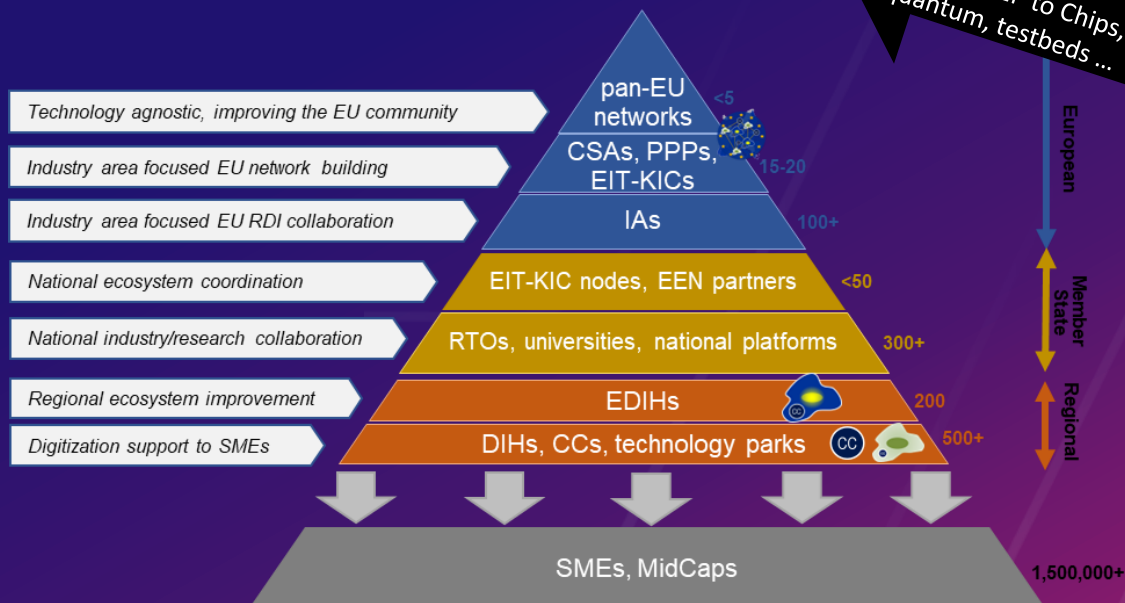 to Chips,
quantum, testbeds ...
pan-EU
networks
<5
Technology agnostic, improving the EU community
Industry area focused EU network building
CSAs, PPPs,
EIT-KICs
15-20
Industry area focused EU RDI collaboration
IAs
100+
European
National ecosystem coordination
EIT-KIC nodes, EEN partners
<50
National industry/research collaboration
RTOs, universities, national platforms
300+
Member
State
Regional ecosystem improvement
EDIHs
CC
200
Digitization support to SMEs
DIHs, CCs, technology parks
CC
500+
Regional
SMEs, MidCaps
1,500,000+